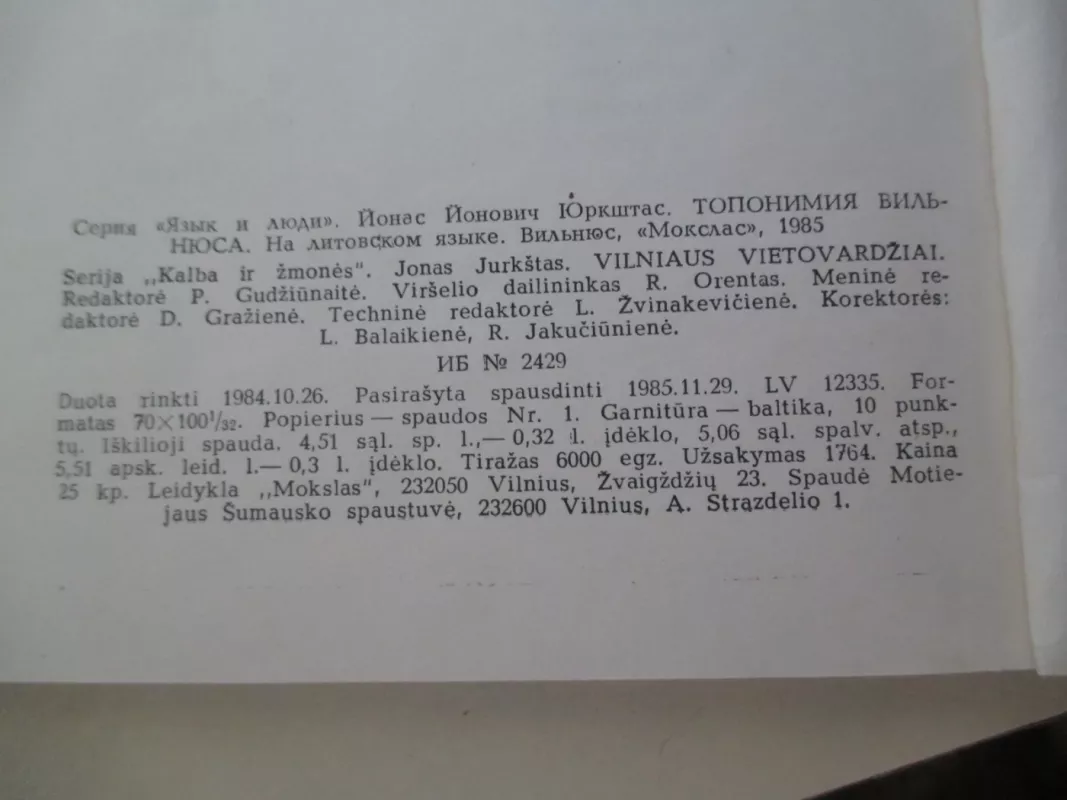 Серия «Язык и люди». Йонас Йонович Юркштас. ТОПОНИМИЯ ВИЛЬ-
НЮСА. На литовском языке. Вильнюс, «Мокслас», 1985
Serija „Kalba ir žmonės“. Jonas Jurkštas. VILNIAUS VIETOVARDŽIAI.
Redaktorė P. Gudžiūnaitė. Viršelio dailininkas R. Orentas. Meninė re-
daktorė D. Gražienė. Techninė redaktorė L. Žvinakevičienė. Korektorės:
L. Balaikienė, R. Jakučiūnienė.
ИБ № 2429
Duota rinkti 1984.10.26. Pasirašyta spausdinti 1985.11.29. LV 12335. For-
matas 70×100¹/₃₂. Popierius — spaudos Nr. 1. Garnitūra — baltika, 10 punk-
tų. Iškilioji spauda. 4,51 sąl. sp. l.,— 0,32 l. įdėklo, 5,06 sąl. spalv. atsp.,
5,51 apsk. leid. l.— 0,3 l. įdėklo. Tiražas 6000 egz. Užsakymas 1764. Kaina
25 kp. Leidykla „Mokslas“, 232050 Vilnius, Žvaigždžių 23. Spaudė Motie-
jaus Šumausko spaustuvė, 232600 Vilnius, A. Strazdelio 1.